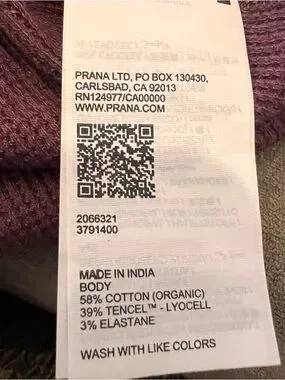 PRANA LTD, PO BOX 130430,
CARLSBAD, CA 92013
RN124977/CA00000
WWW.PRANA.COM
2066321
3791400
MADE IN INDIA
BODY
58% COTTON (ORGANIC)
39% TENCEL™ - LYOCELL
3% ELASTANE
WASH WITH LIKE COLORS